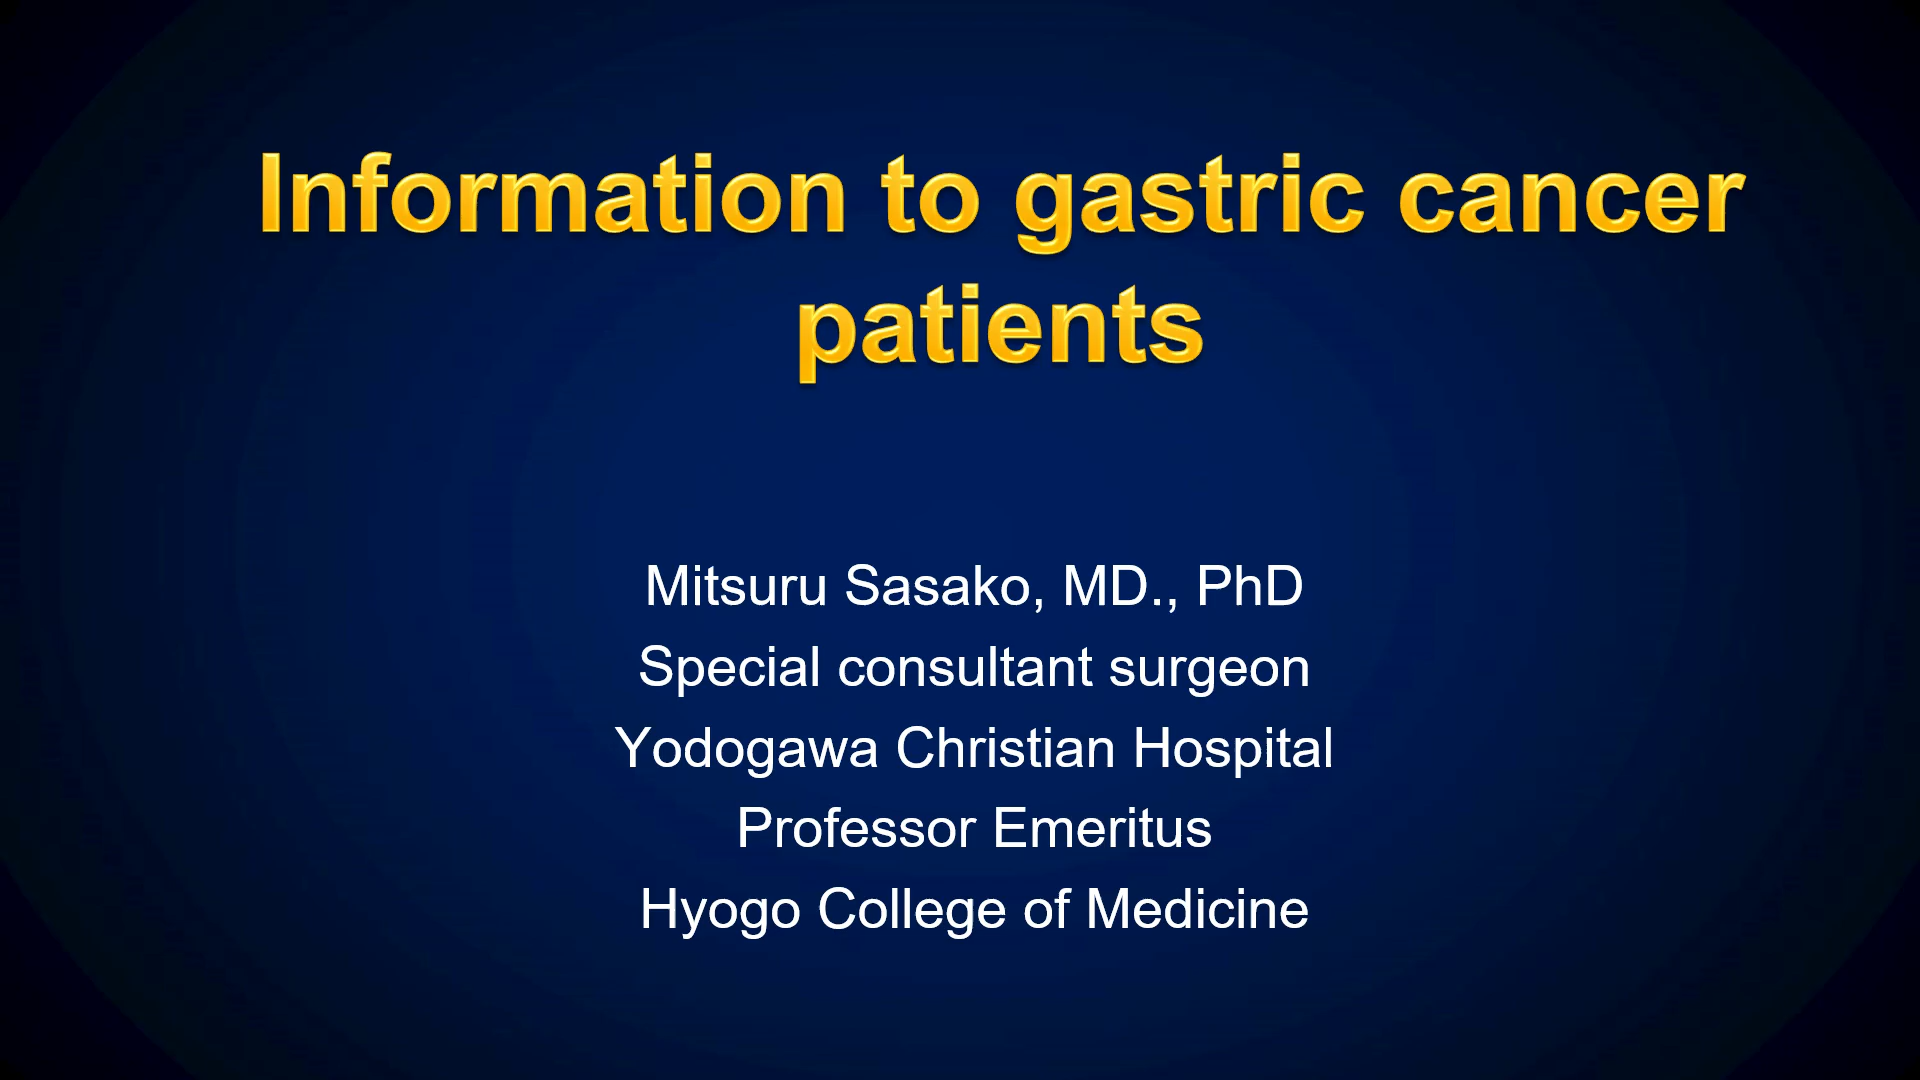 Information to gastric cancer
patients
Mitsuru Sasako, MD., PhD
Special consultant surgeon
Yodogawa Christian Hospital
Professor Emeritus
Hyogo College of Medicine